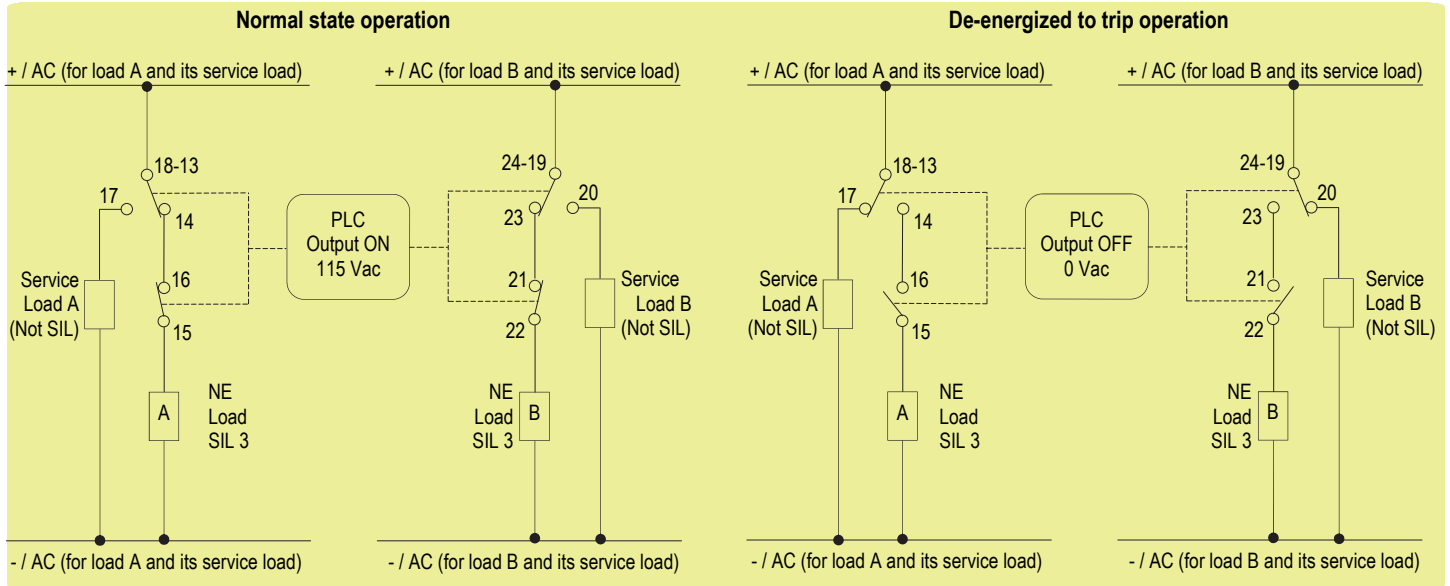 Normal state operation
+ / AC (for load A and its service load)
+ / AC (for load B and its service load)
18-13
17
14
16
15
Service
Load A
(Not SIL)
A
NE
Load
SIL 3
PLC
Output ON
115 Vac
24-19
20
23
21
22
Service
Load B
(Not SIL)
NE
Load
SIL 3
B
- / AC (for load A and its service load)
- / AC (for load B and its service load)
De-energized to trip operation
+ / AC (for load A and its service load)
+ / AC (for load B and its service load)
18-13
17
14
16
15
Service
Load A
(Not SIL)
A
NE
Load
SIL 3
PLC
Output OFF
0 Vac
24-19
20
23
21
22
Service
Load B
(Not SIL)
NE
Load
SIL 3
B
- / AC (for load A and its service load)
- / AC (for load B and its service load)